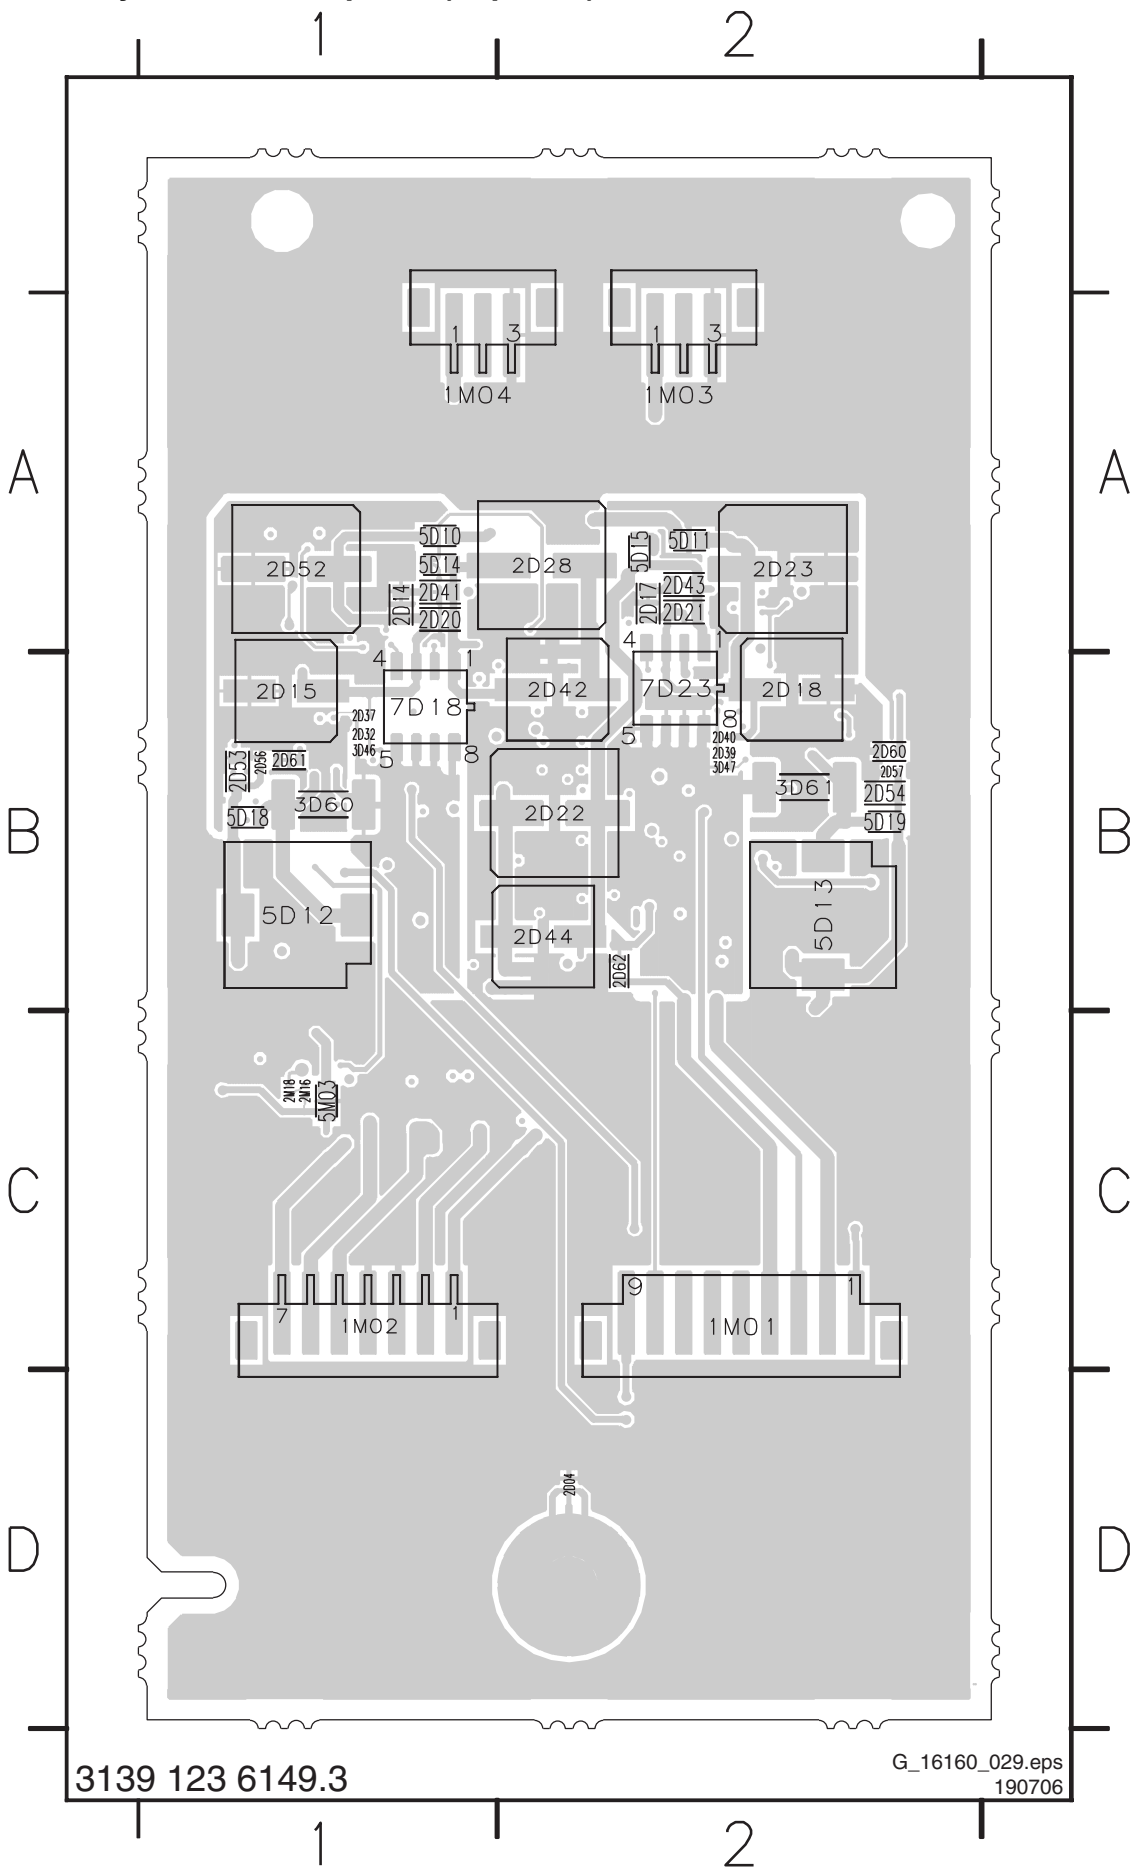 1 2
1 3 1 3
1M04 1M03
A A
5D10 5D15 5D11
2D52 5D14 2D28 2D23
2D14 2D41 2D17 2D43
2D20 2D21
4 1 4 1
2D15 7D18 2D42 7D23 2D18
2D37
2D32 5 8 2D40
3D46 5 8 2D39
3D47
2D53 2D56 2D61 2D60
2D57
3D60 3D61 2D54
B 5D18 2D22 5D19 B
5D12 2D44 5D13
2D62
2M18 2M16 5M03
C C
7 1 9 1
1M02 1M01
2D04
D D
3139 123 6149.3
G_16160_029.eps
190706
1 2